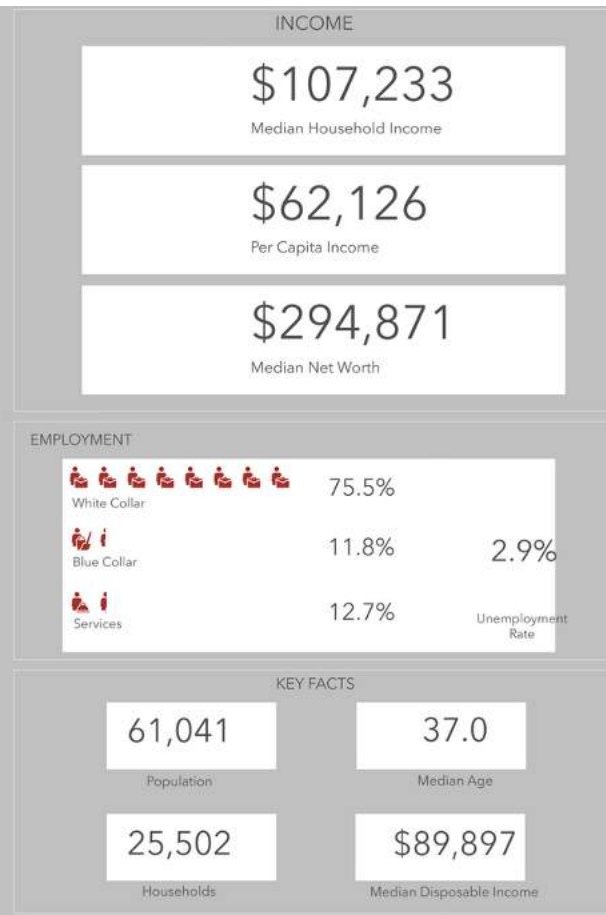 INCOME
$107,233
Median Household Income
$62,126
Per Capita Income
$294,871
Median Net Worth
EMPLOYMENT
75.5%
White Collar
11.8%
Blue Collar
2.9%
12.7%
Services
Unemployment
Rate
KEY FACTS
61,041
Population
37.0
Median Age
25,502
Households
$89,897
Median Disposable Income